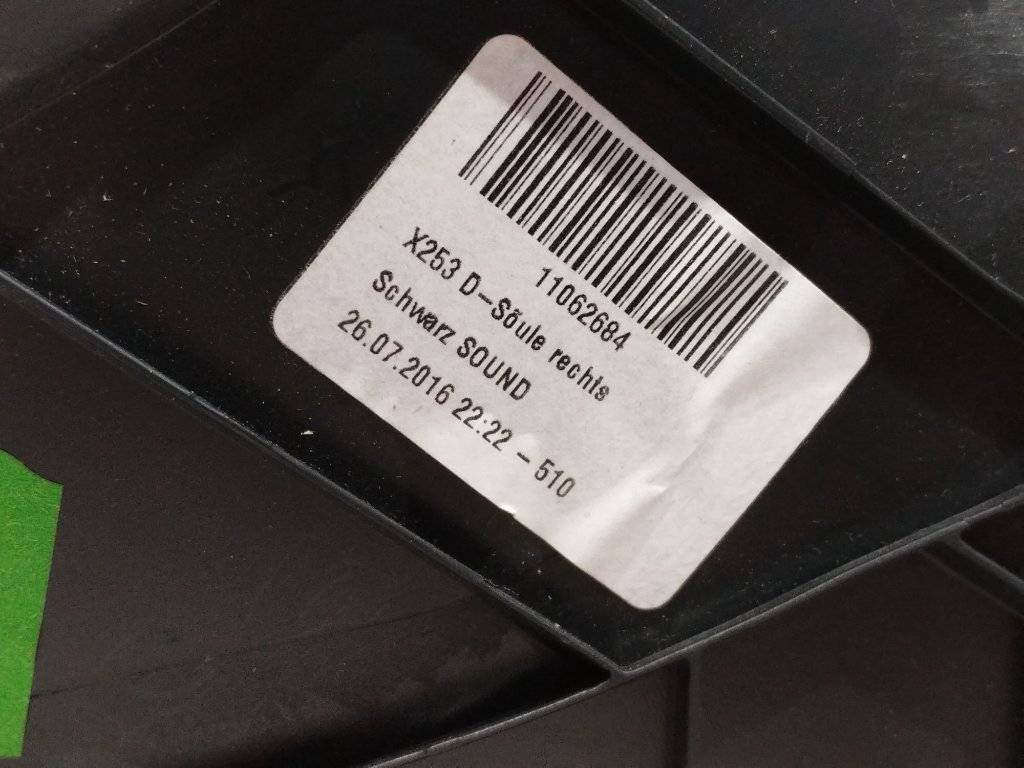 11062684
X253 D-Säule rechts
Schwarz SOUND
26.07.2016 22:22 - 510